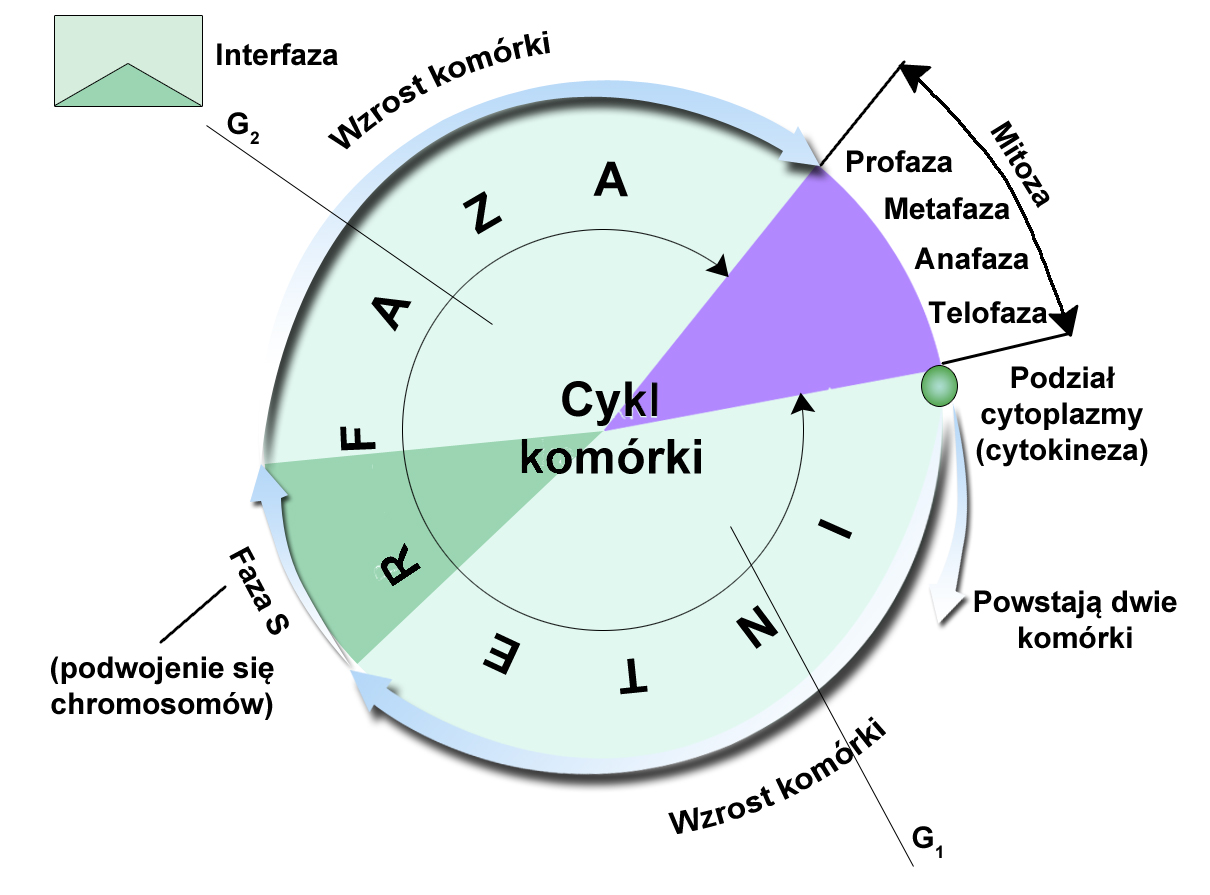 Interfaza
Wzrost komórki
G2
Profaza
Metafaza
Anafaza
Telofaza
Mitoza
INTERFAZA
Cykl
komórki
Podział
cytoplazmy
(cytokineza)
Powstają dwie
komórki
Faza S
(podwojenie się
chromosomów)
Wzrost komórki
G1